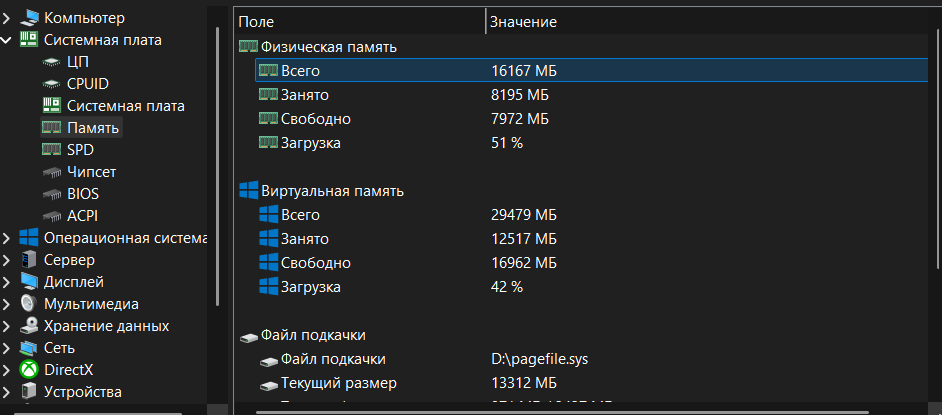 Компьютер
Системная плата
ЦП
CPUID
Системная плата
Память
SPD
Чипсет
BIOS
ACPI
Операционная система
Сервер
Дисплей
Мультимедиа
Хранение данных
Сеть
DirectX
Устройства
Поле Значение
Физическая память
Всего 16167 МБ
Занято 8195 МБ
Свободно 7972 МБ
Загрузка 51 %
Виртуальная память
Всего 29479 МБ
Занято 12517 МБ
Свободно 16962 МБ
Загрузка 42 %
Файл подкачки
Файл подкачки D:\pagefile.sys
Текущий размер 13312 МБ